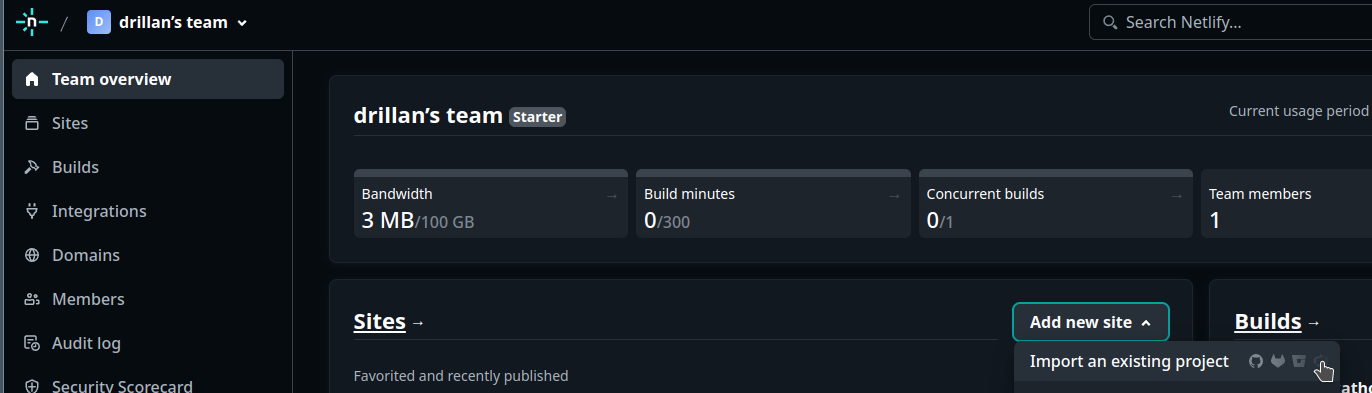 n / D drillan’s team
Search Netlify...
Team overview
Sites
Builds
Integrations
Domains
Members
Audit log
Security Scorecard
drillan’s team Starter
Current usage period
Bandwidth →
3 MB/100 GB
Build minutes →
0/300
Concurrent builds →
0/1
Team members
1
Sites →
Add new site
Import an existing project
Favorited and recently published
Builds →